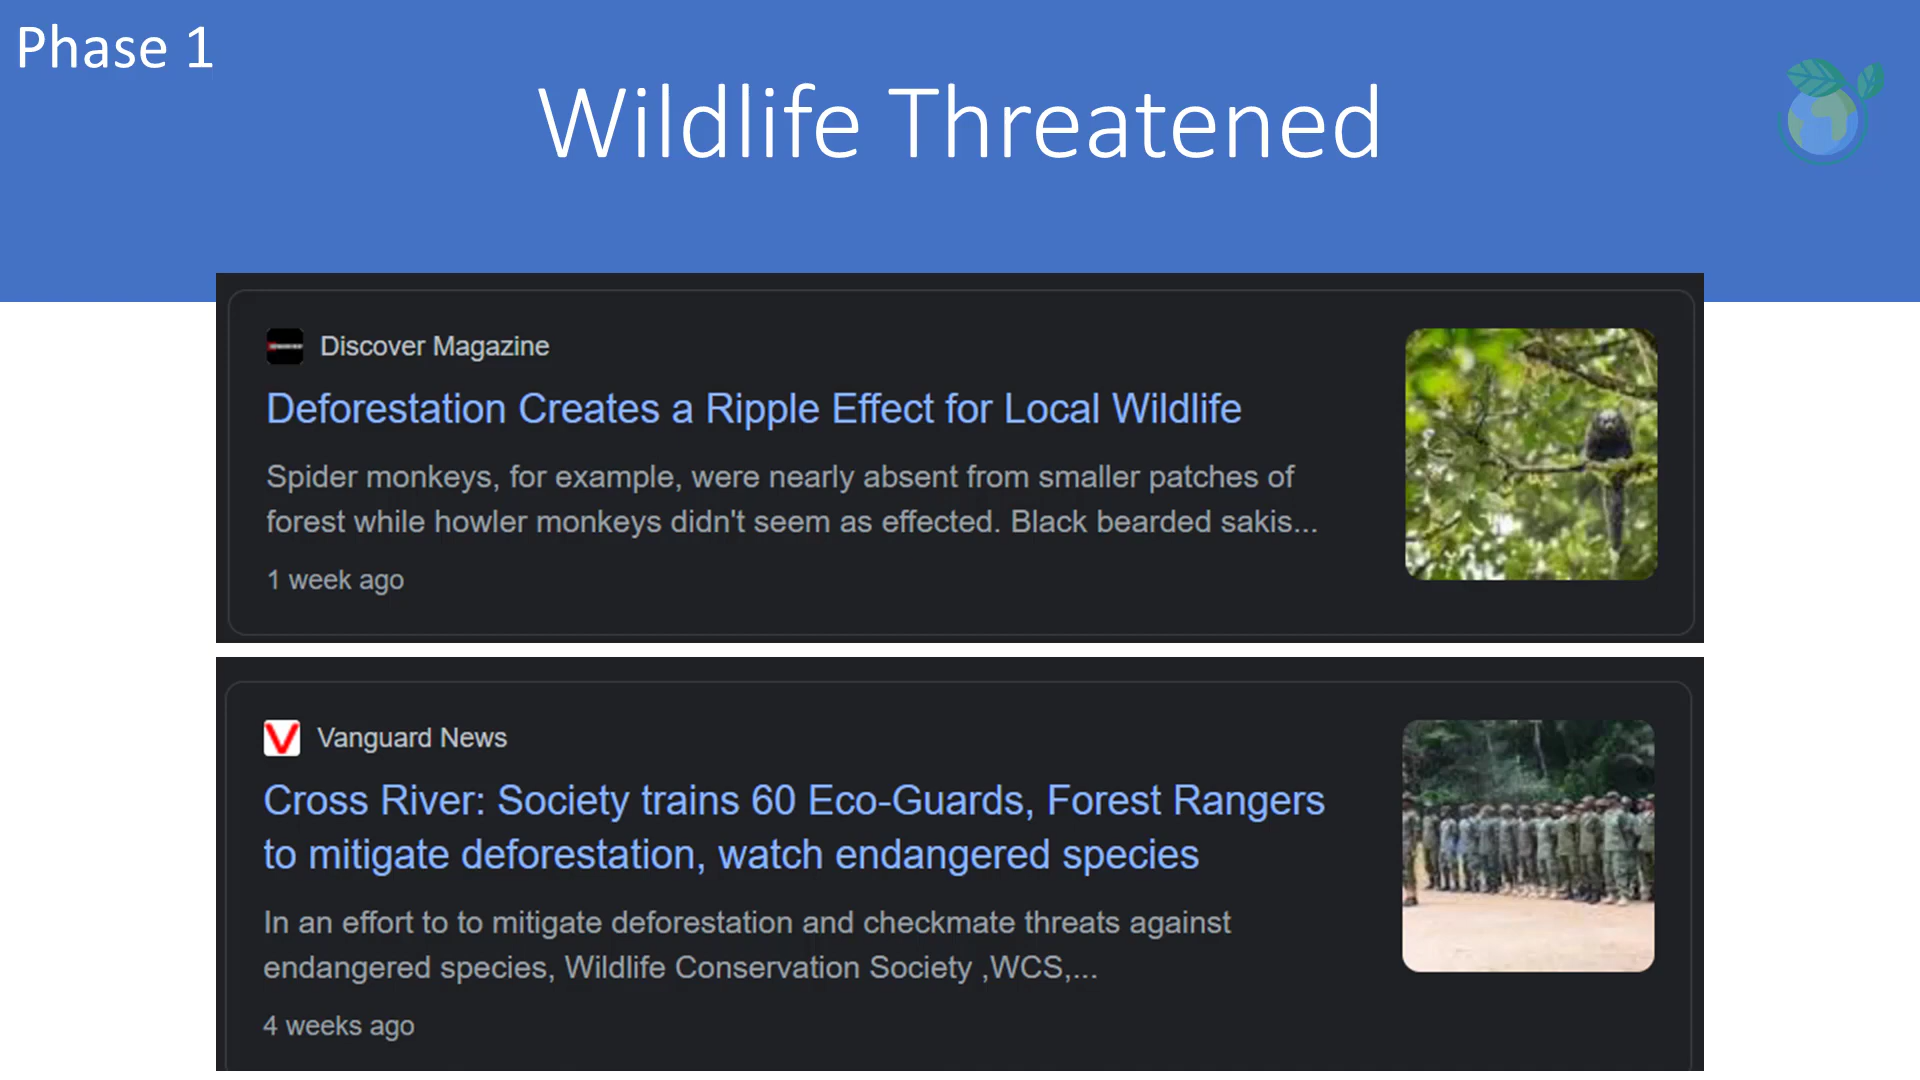 Phase 1
Wildlife Threatened
Discover Magazine
Deforestation Creates a Ripple Effect for Local Wildlife
Spider monkeys, for example, were nearly absent from smaller patches of
forest while howler monkeys didn't seem as effected. Black bearded sakis...
1 week ago
Vanguard News
Cross River: Society trains 60 Eco-Guards, Forest Rangers
to mitigate deforestation, watch endangered species
In an effort to to mitigate deforestation and checkmate threats against
endangered species, Wildlife Conservation Society ,WCS,...
4 weeks ago